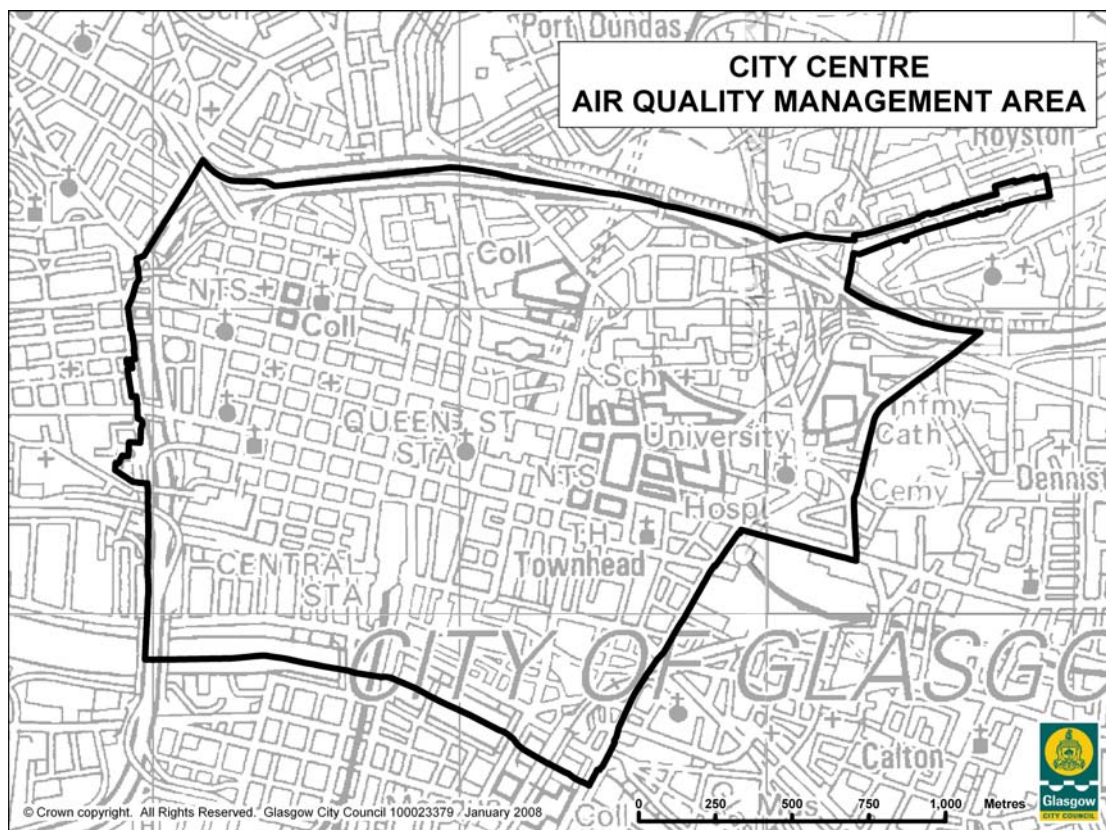 Sch
Port Dundas
CITY CENTRE
AIR QUALITY MANAGEMENT AREA
Royston
Coll
NTS
Coll
Sch
QUEEN ST
STA
University
Infmy
Cath
NTS
Cemy
Dennist
Hospl
TH
Townhead
CENTRAL
STA
CITY OF GLASGO
Calton
Glasgow
CITY COUNCIL
0 250 500 750 1,000 Metres
© Crown copyright. All Rights Reserved. Glasgow City Council 100023379 January 2008
Coll